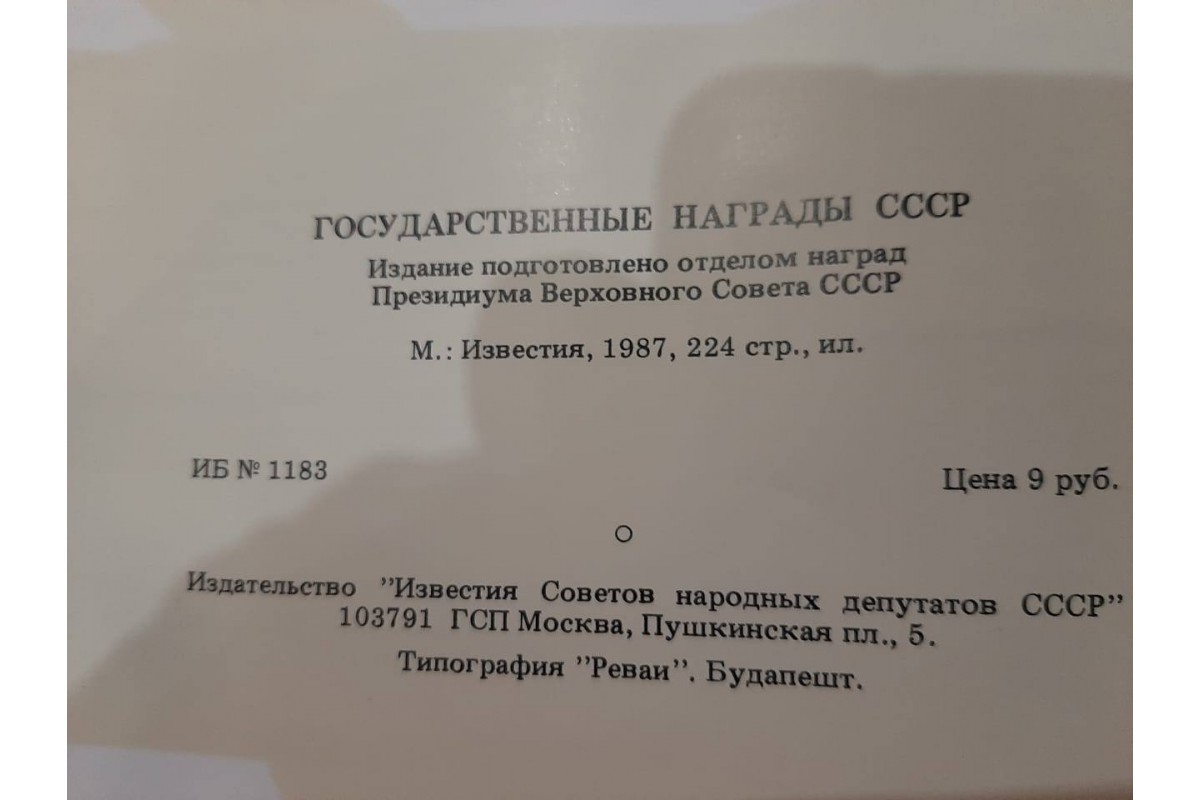 ГОСУДАРСТВЕННЫЕ НАГРАДЫ СССР
Издание подготовлено отделом наград
Президиума Верховного Совета СССР
М.: Известия, 1987, 224 стр., ил.
ИБ № 1183
Цена 9 руб.
Издательство "Известия Советов народных депутатов СССР"
103791 ГСП Москва, Пушкинская пл., 5.
Типография "Реваи". Будапешт.